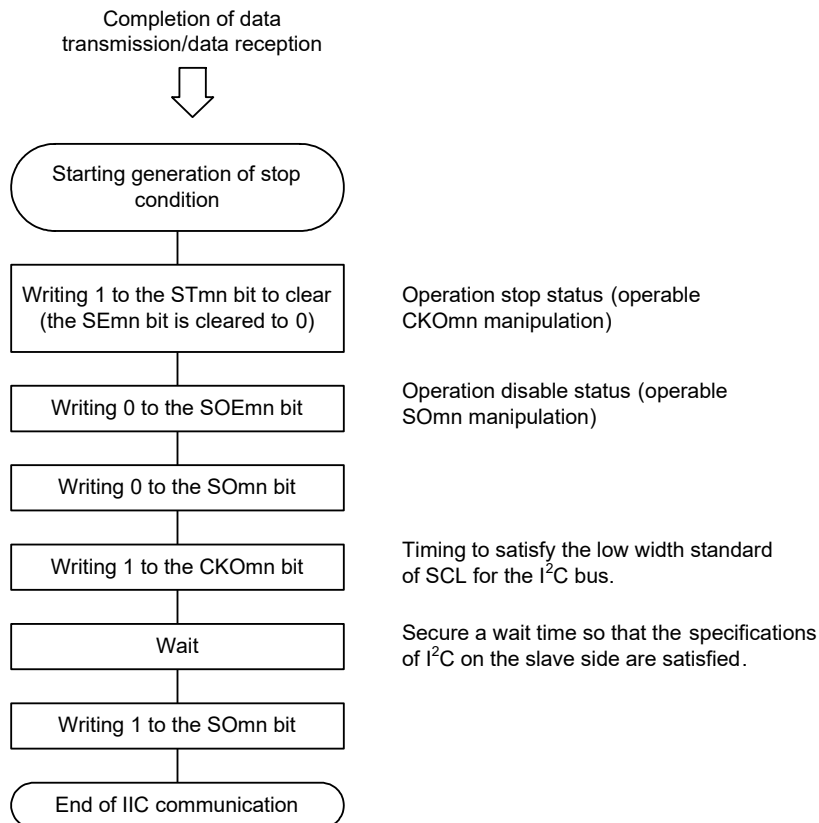 Completion of data
transmission/data reception
Starting generation of stop
condition
Writing 1 to the STmn bit to clear
(the SEmn bit is cleared to 0)
Operation stop status (operable
CKOmn manipulation)
Writing 0 to the SOEmn bit
Operation disable status (operable
SOmn manipulation)
Writing 0 to the SOmn bit
Writing 1 to the CKOmn bit
Timing to satisfy the low width standard
of SCL for the I²C bus.
Wait
Secure a wait time so that the specifications
of I²C on the slave side are satisfied.
Writing 1 to the SOmn bit
End of IIC communication